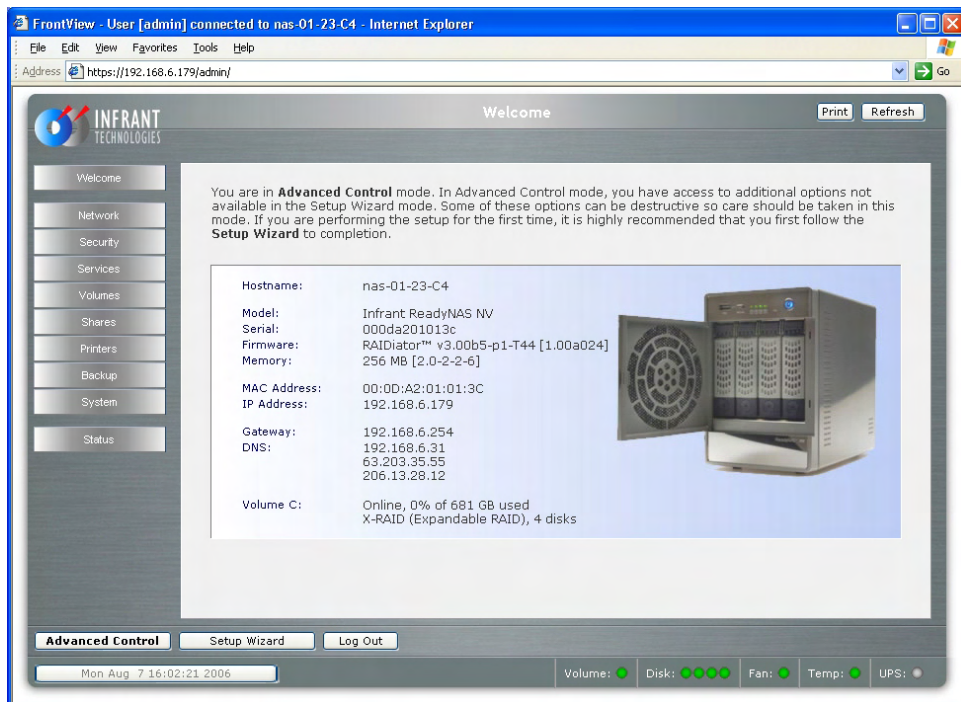 FrontView - User [admin] connected to nas-01-23-C4 - Internet Explorer
File Edit View Favorites Tools Help
Address https://192.168.6.179/admin/ Go
INFRANT
TECHNOLOGIES
Welcome
Print Refresh
Welcome
Network
Security
Services
Volumes
Shares
Printers
Backup
System
Status
You are in Advanced Control mode. In Advanced Control mode, you have access to additional options not
available in the Setup Wizard mode. Some of these options can be destructive so care should be taken in this
mode. If you are performing the setup for the first time, it is highly recommended that you first follow the
Setup Wizard to completion.
Hostname: nas-01-23-C4
Model: Infrant ReadyNAS NV
Serial: 000da201013c
Firmware: RAIDiator™ v3.00b5-p1-T44 [1.00a024]
Memory: 256 MB [2.0-2-2-6]
MAC Address: 00:0D:A2:01:01:3C
IP Address: 192.168.6.179
Gateway: 192.168.6.254
DNS: 192.168.6.31
63.203.35.55
206.13.28.12
Volume C: Online, 0% of 681 GB used
X-RAID (Expandable RAID), 4 disks
Advanced Control Setup Wizard Log Out
Mon Aug 7 16:02:21 2006
Volume: Disk: Fan: Temp: UPS: